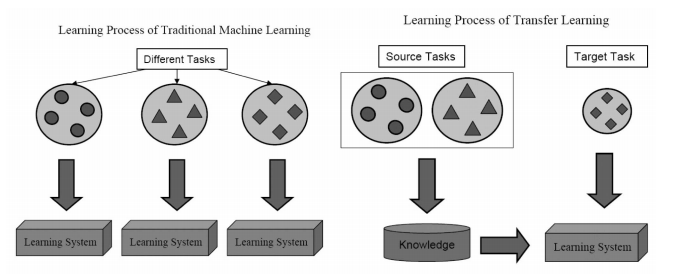 Learning Process of Traditional Machine Learning
Different Tasks
Learning System
Learning System
Learning System
Learning Process of Transfer Learning
Source Tasks
Target Task
Knowledge
Learning System